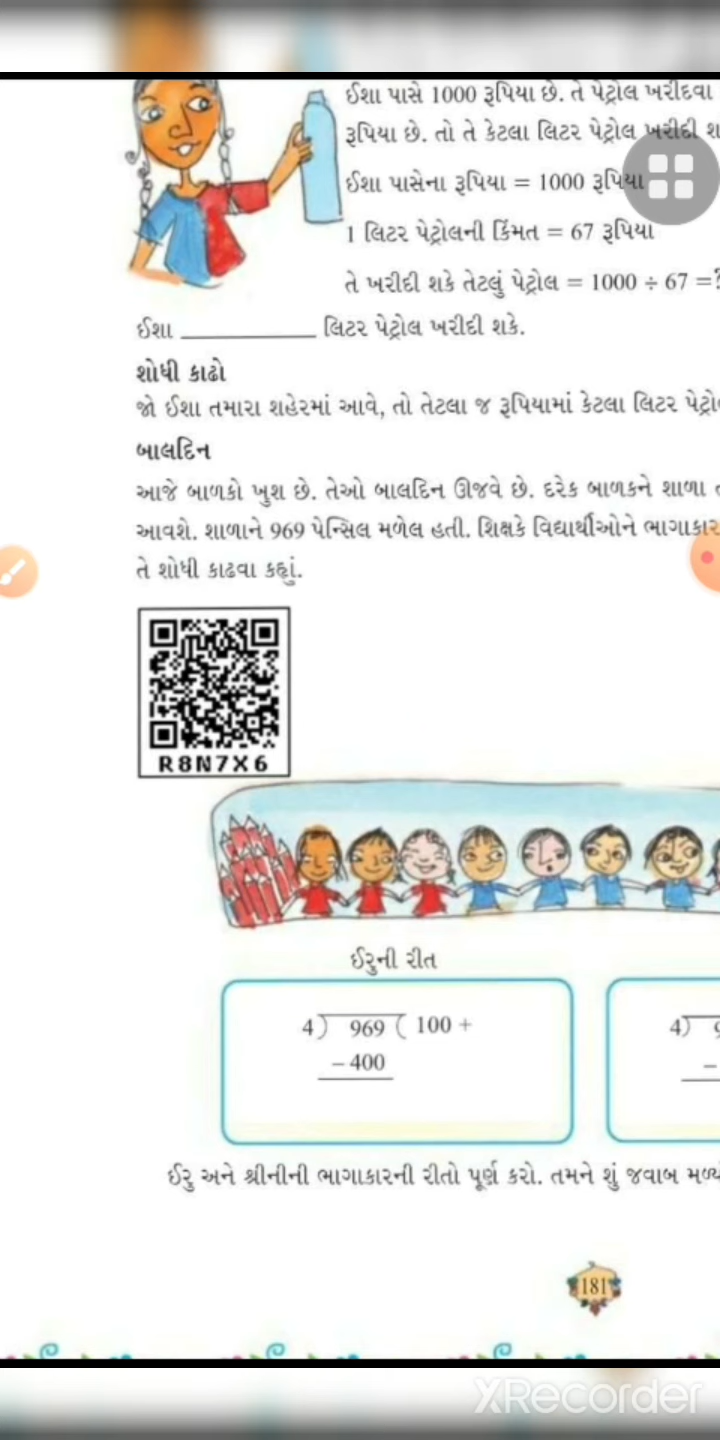 ઈશા પાસે 1000 રૂપિયા છે. તે પેટ્રોલ ખરીદવા
રૂપિયા છે. તો તે કેટલા લિટર પેટ્રોલ ખરીદી શ
ઈશા પાસેના રૂપિયા = 1000 રૂપિયા
1 લિટર પેટ્રોલની કિંમત = 67 રૂપિયા
તે ખરીદી શકે તેટલું પેટ્રોલ = 1000 ÷ 67 =?
ઈશા ____________ લિટર પેટ્રોલ ખરીદી શકે.
શોધી કાઢો
જો ઈશા તમારા શહેરમાં આવે, તો તેટલા જ રૂપિયામાં કેટલા લિટર પેટ્રો
બાલદિન
આજે બાળકો ખુશ છે. તેઓ બાલદિન ઊજવે છે. દરેક બાળકને શાળા ત
આવશે. શાળાને 969 પેન્સિલ મળેલ હતી. શિક્ષકે વિદ્યાર્થીઓને ભાગાકાર
તે શોધી કાઢવા કહ્યું.
R8N7X6
ઈરુની રીત
4) 969 ( 100 +
– 400
4)
–
ઈરુ અને શ્રીનીની ભાગાકારની રીતો પૂર્ણ કરો. તમને શું જવાબ મળ્ય
181
XRecorder